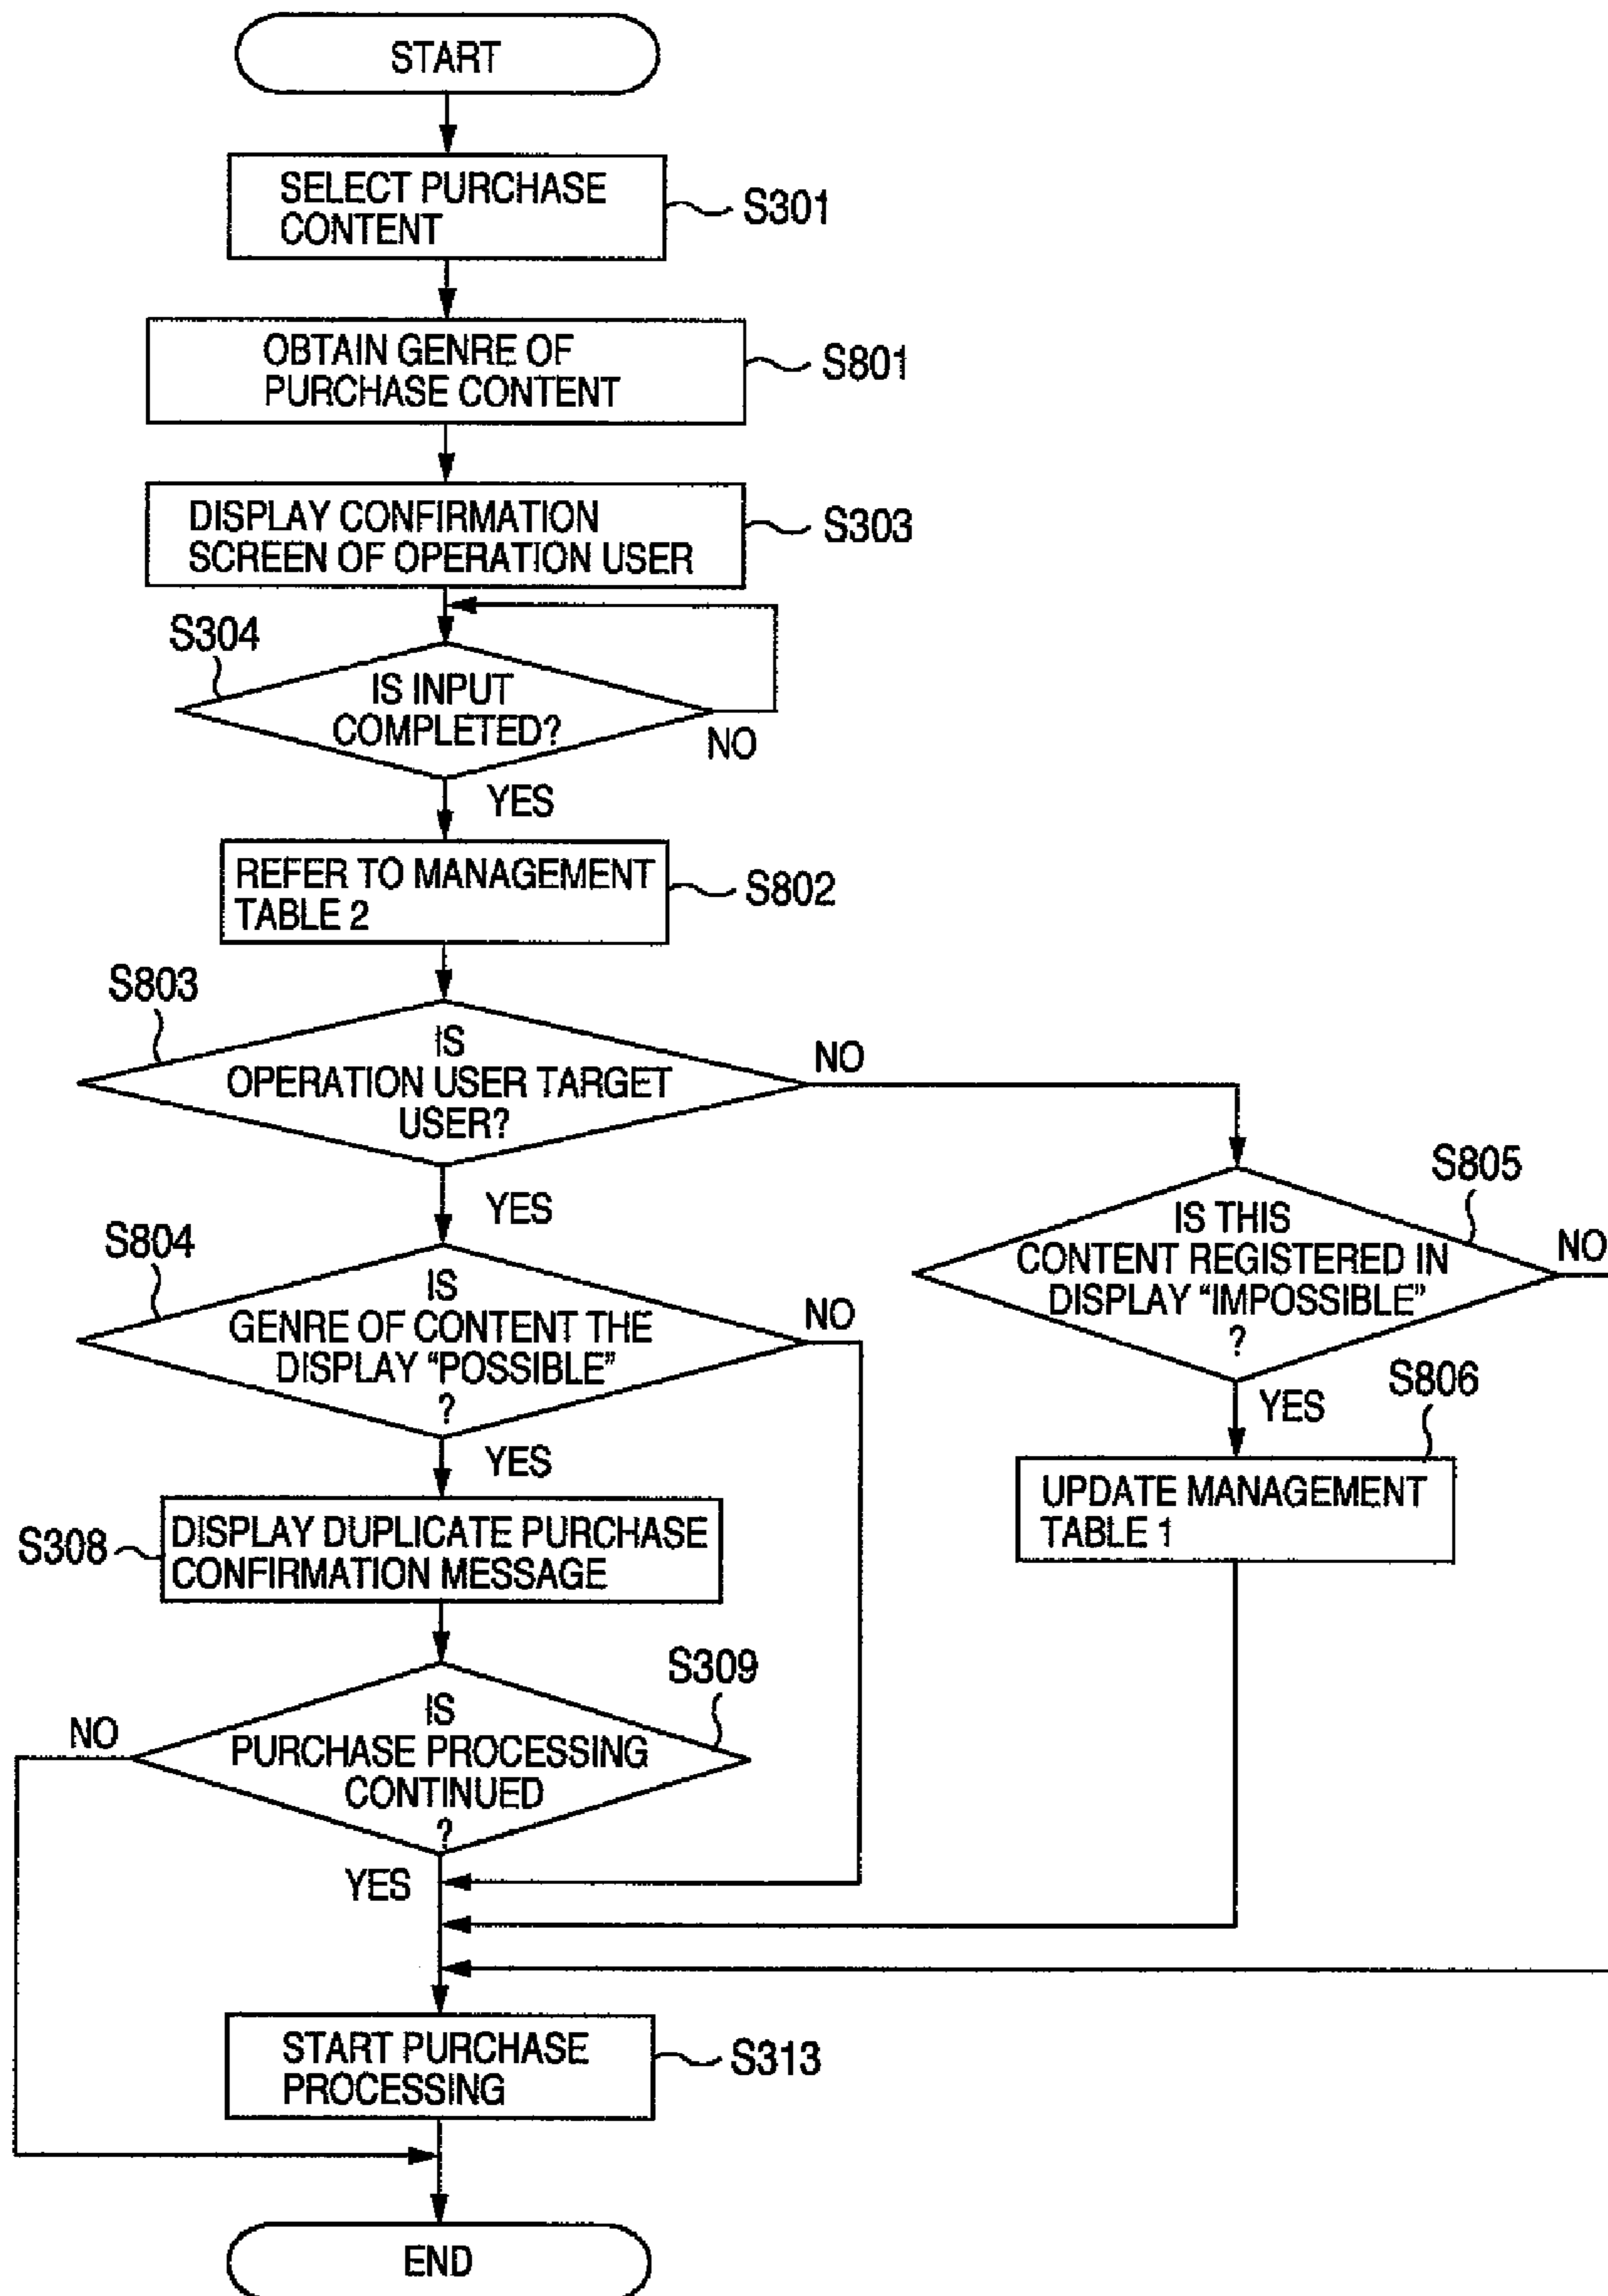 START
SELECT PURCHASE
CONTENT
S301
OBTAIN GENRE OF
PURCHASE CONTENT
S801
DISPLAY CONFIRMATION
SCREEN OF OPERATION USER
S303
S304
IS INPUT
COMPLETED?
NO
YES
REFER TO MANAGEMENT
TABLE 2
S802
S803
IS
OPERATION USER TARGET
USER?
NO
YES
S805
IS THIS
CONTENT REGISTERED IN
DISPLAY “IMPOSSIBLE”
?
NO
YES
S804
IS
GENRE OF CONTENT THE
DISPLAY “POSSIBLE”
?
NO
YES
S806
UPDATE MANAGEMENT
TABLE 1
S308
DISPLAY DUPLICATE PURCHASE
CONFIRMATION MESSAGE
S309
IS
PURCHASE PROCESSING
CONTINUED
?
NO
YES
START PURCHASE
PROCESSING
S313
END